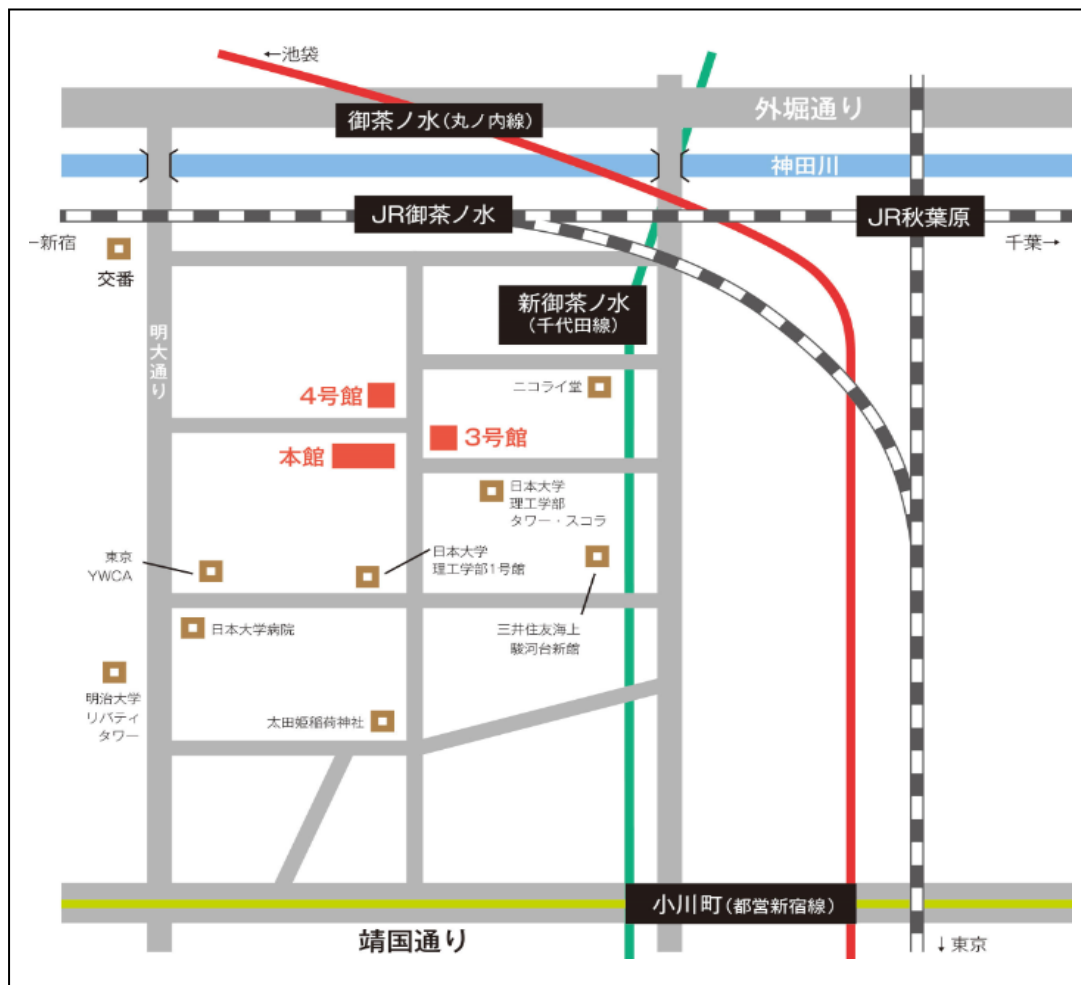 ←池袋
外堀通り
御茶ノ水(丸ノ内線)
神田川
JR御茶ノ水
JR秋葉原
←新宿
千葉→
交番
新御茶ノ水
(千代田線)
明大通り
ニコライ堂
4号館
3号館
本館
日本大学
理工学部
タワー・スコラ
東京
YWCA
日本大学
理工学部1号館
日本大学病院
三井住友海上
駿河台新館
明治大学
リバティ
タワー
太田姫稲荷神社
小川町(都営新宿線)
靖国通り
↓東京